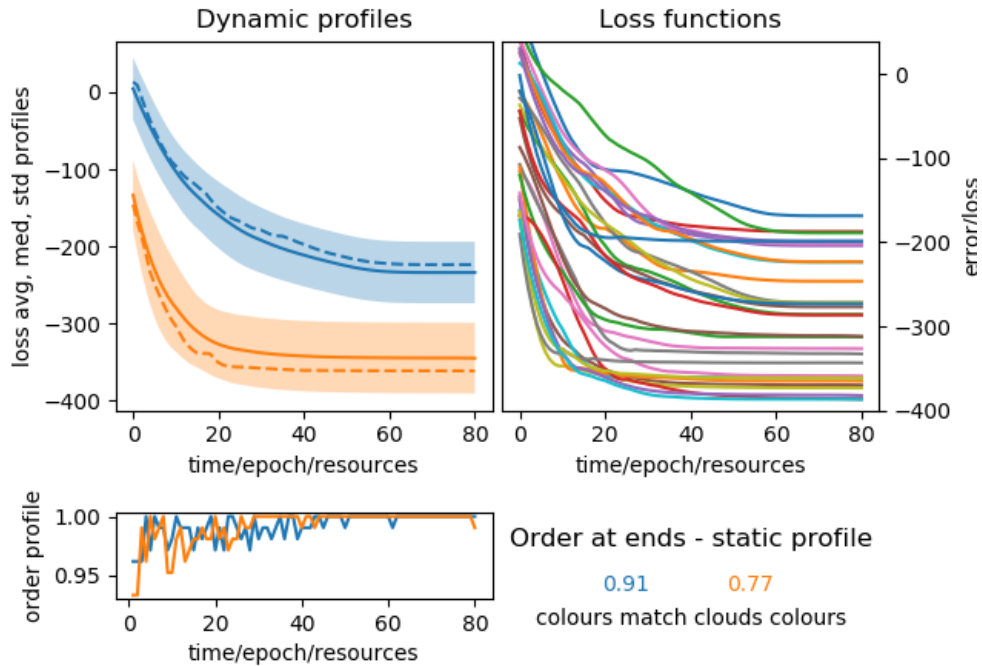 Dynamic profiles
Loss functions
loss avg, med, std profiles
0
−100
−200
−300
−400
0
−100
−200
−300
−400
error/loss
0 20 40 60 80
0 20 40 60 80
time/epoch/resources
time/epoch/resources
order profile
1.00
0.95
0 20 40 60 80
time/epoch/resources
Order at ends - static profile
0.91 0.77
colours match clouds colours